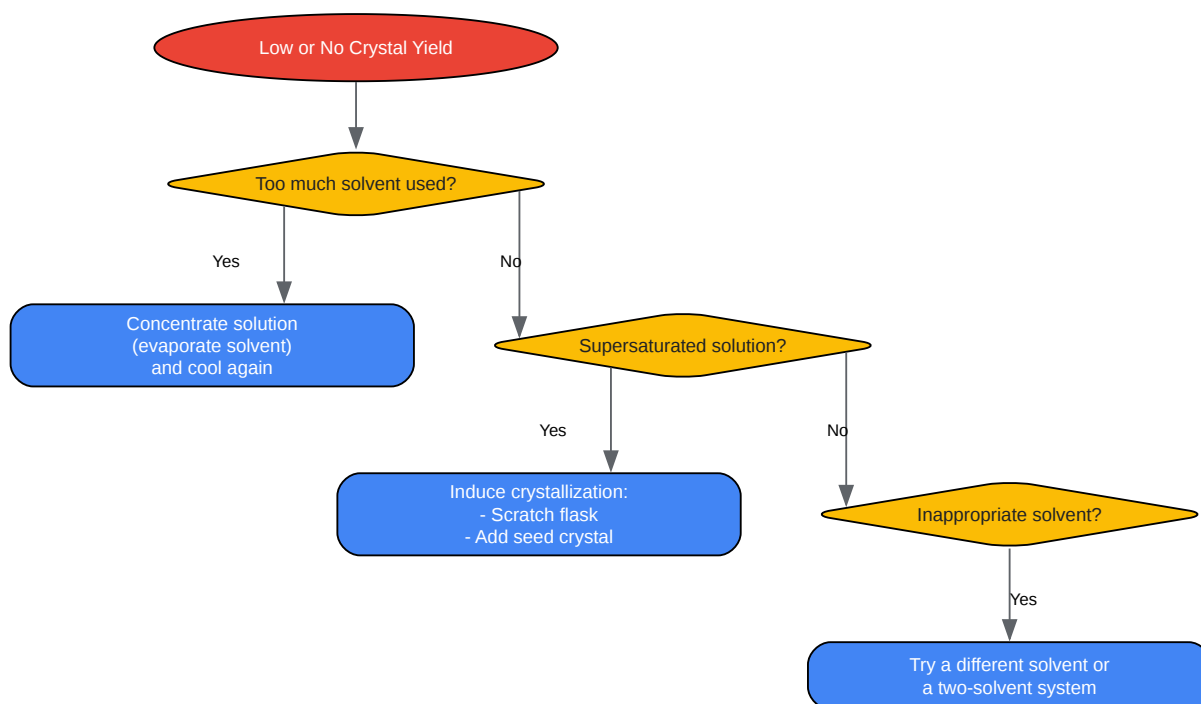 Low or No Crystal Yield
Too much solvent used?
Yes
No
Concentrate solution
(evaporate solvent)
and cool again
Supersaturated solution?
Yes
No
Induce crystallization:
- Scratch flask
- Add seed crystal
Inappropriate solvent?
Yes
Try a different solvent or
a two-solvent system